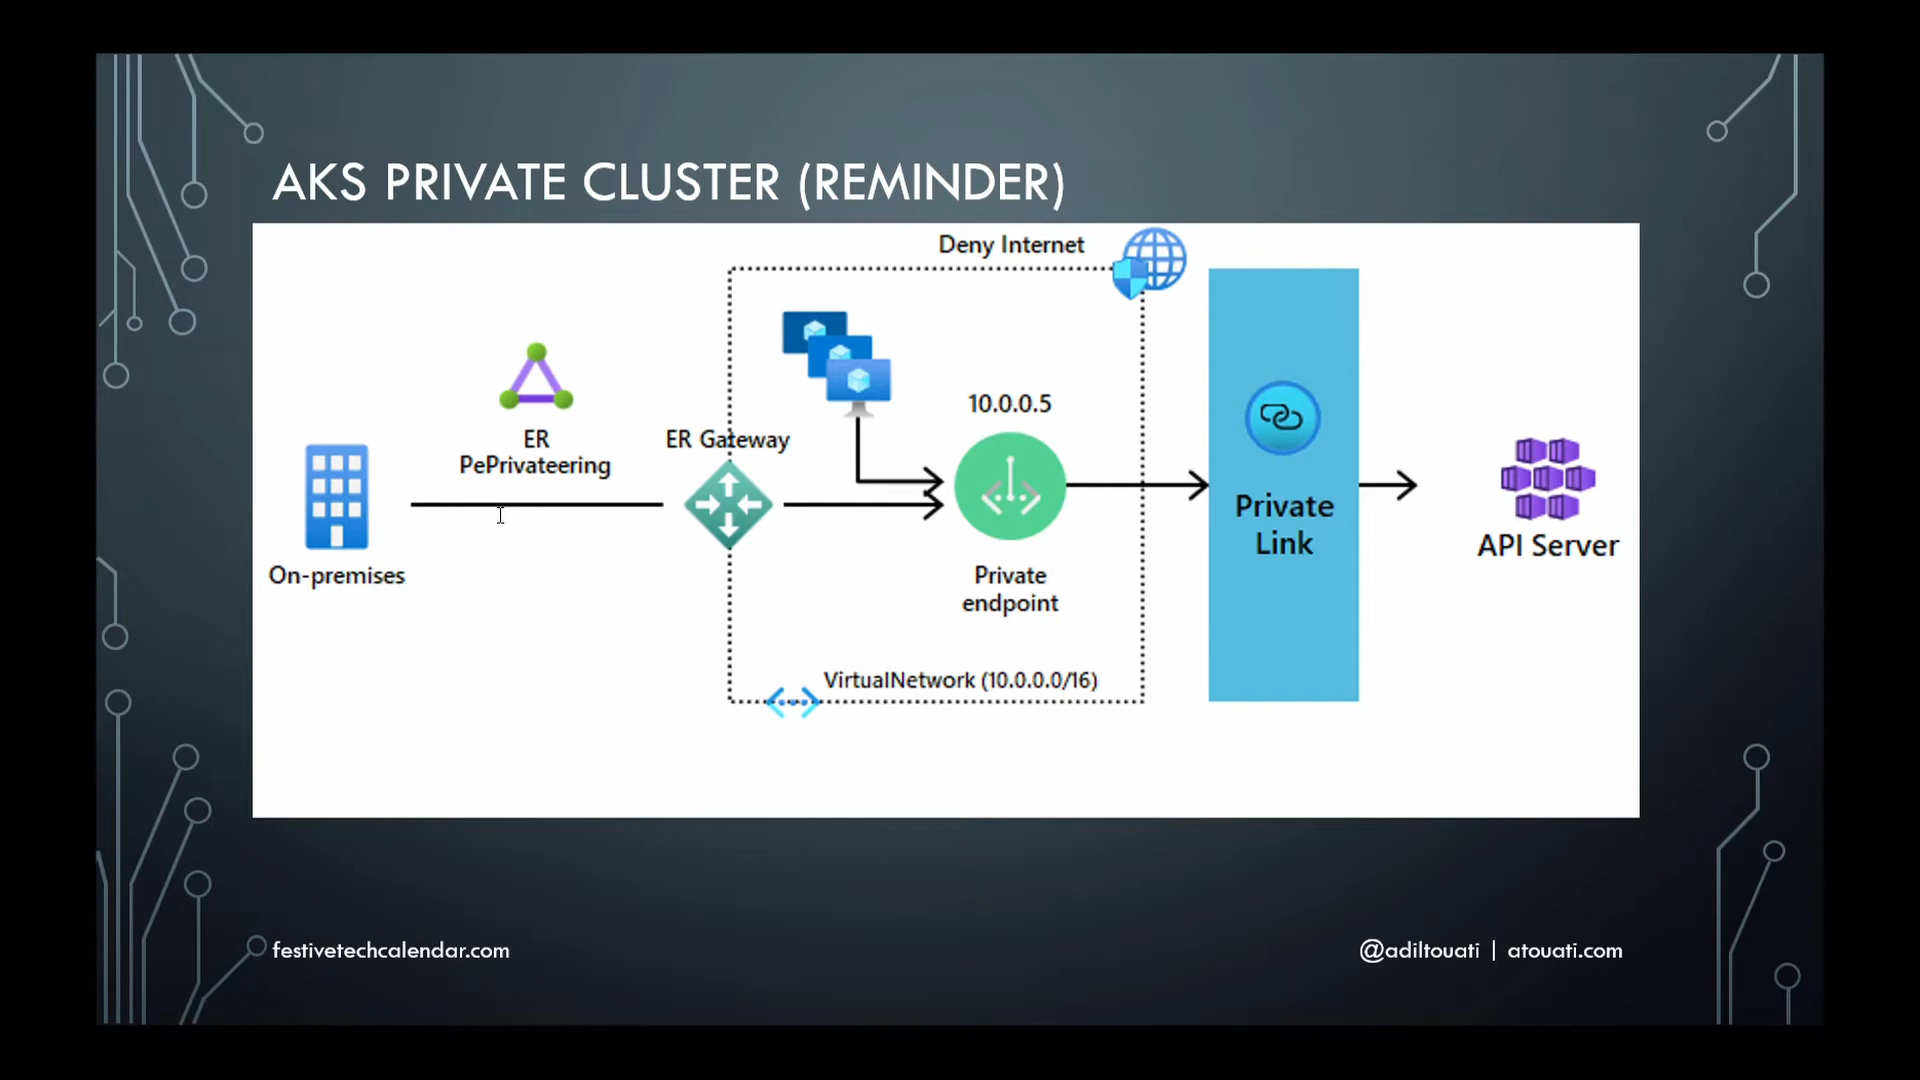 AKS PRIVATE CLUSTER (REMINDER)
Deny Internet
10.0.0.5
ER
PePrivateering
ER Gateway
On-premises
Private
endpoint
VirtualNetwork (10.0.0.0/16)
Private
Link
API Server
festivetechcalendar.com
@adiltouati | atouati.com